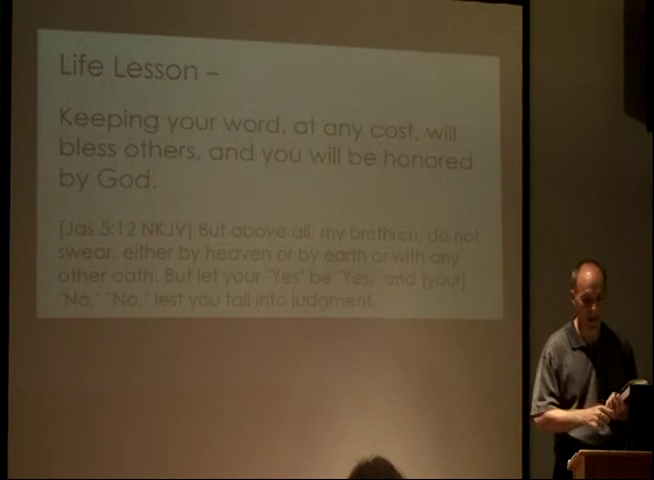 Life Lesson –
Keeping your word, at any cost, will
bless others, and you will be honored
by God.
[Jas 5:12 NKJV] But above all, my brethren, do not
swear, either by heaven or by earth or with any
other oath. But let your "Yes" be "Yes," and [your]
"No," "No," lest you fall into judgment.